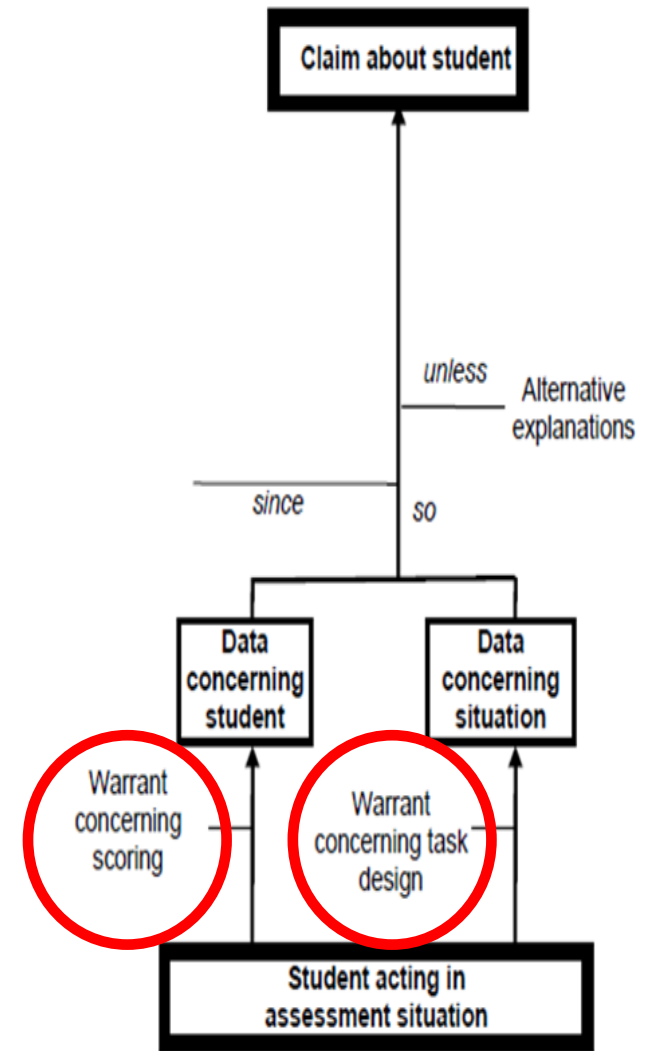 Claim about student
unless
Alternative
explanations
since
so
Data
concerning
student
Data
concerning
situation
Warrant
concerning
scoring
Warrant
concerning task
design
Student acting in
assessment situation